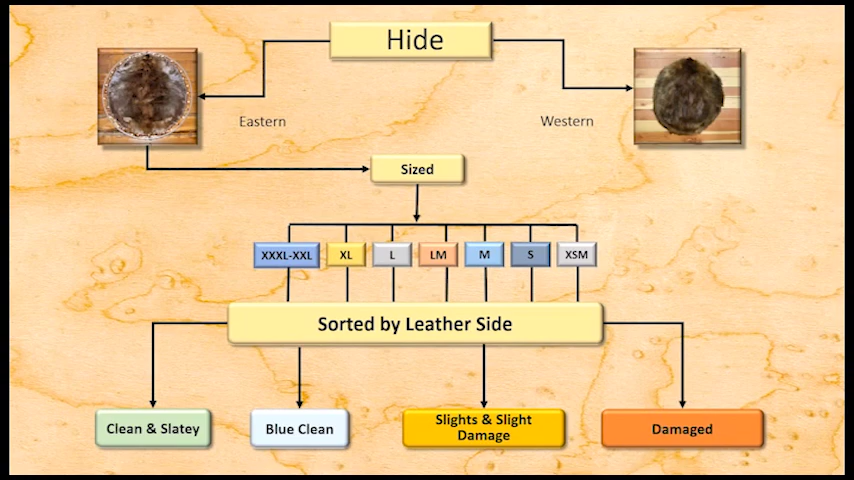 Hide
Eastern
Western
Sized
XXXL-XXL
XL
L
LM
M
S
XSM
Sorted by Leather Side
Clean & Slatey
Blue Clean
Slights & Slight
Damage
Damaged